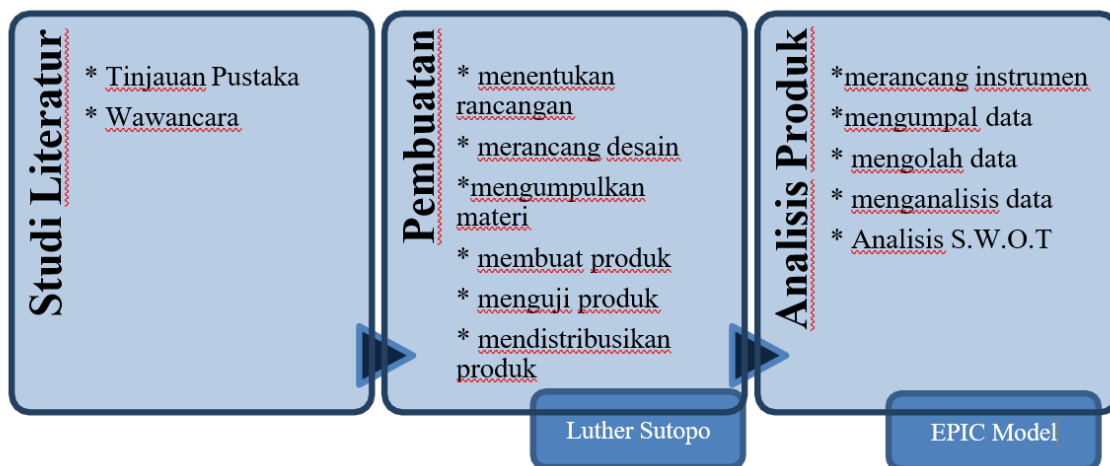 Studi Literatur
* Tinjauan Pustaka
* Wawancara
Pembuatan
* menentukan
rancangan
* merancang desain
*mengumpulkan
materi
* membuat produk
* menguji produk
* mendistribusikan
produk
Luther Sutopo
Analisis Produk
*merancang instrumen
*mengumpal data
* mengolah data
* menganalisis data
* Analisis S.W.O.T
EPIC Model